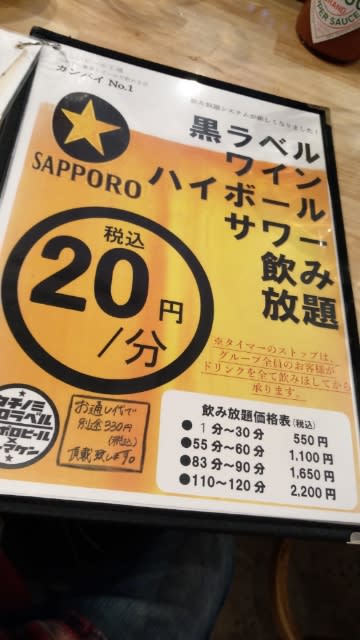 カンパイ No.1
飲み放題システムが新しくなりました!
SAPPORO
黒ラベル
ワイン
ハイボール
サワー
飲み
放題
税込
20円
/分
※タイマーのストップは、
グループ全員のお客様が
ドリンクを全て飲みほしてから
承ります。
お通し代で
別途330円
(税込)
頂戴致します。
飲み放題価格表(税込)
● 1分~30分 550円
●55分~60分 1,100円
●83分~90分 1,650円
●110~120分 2,200円